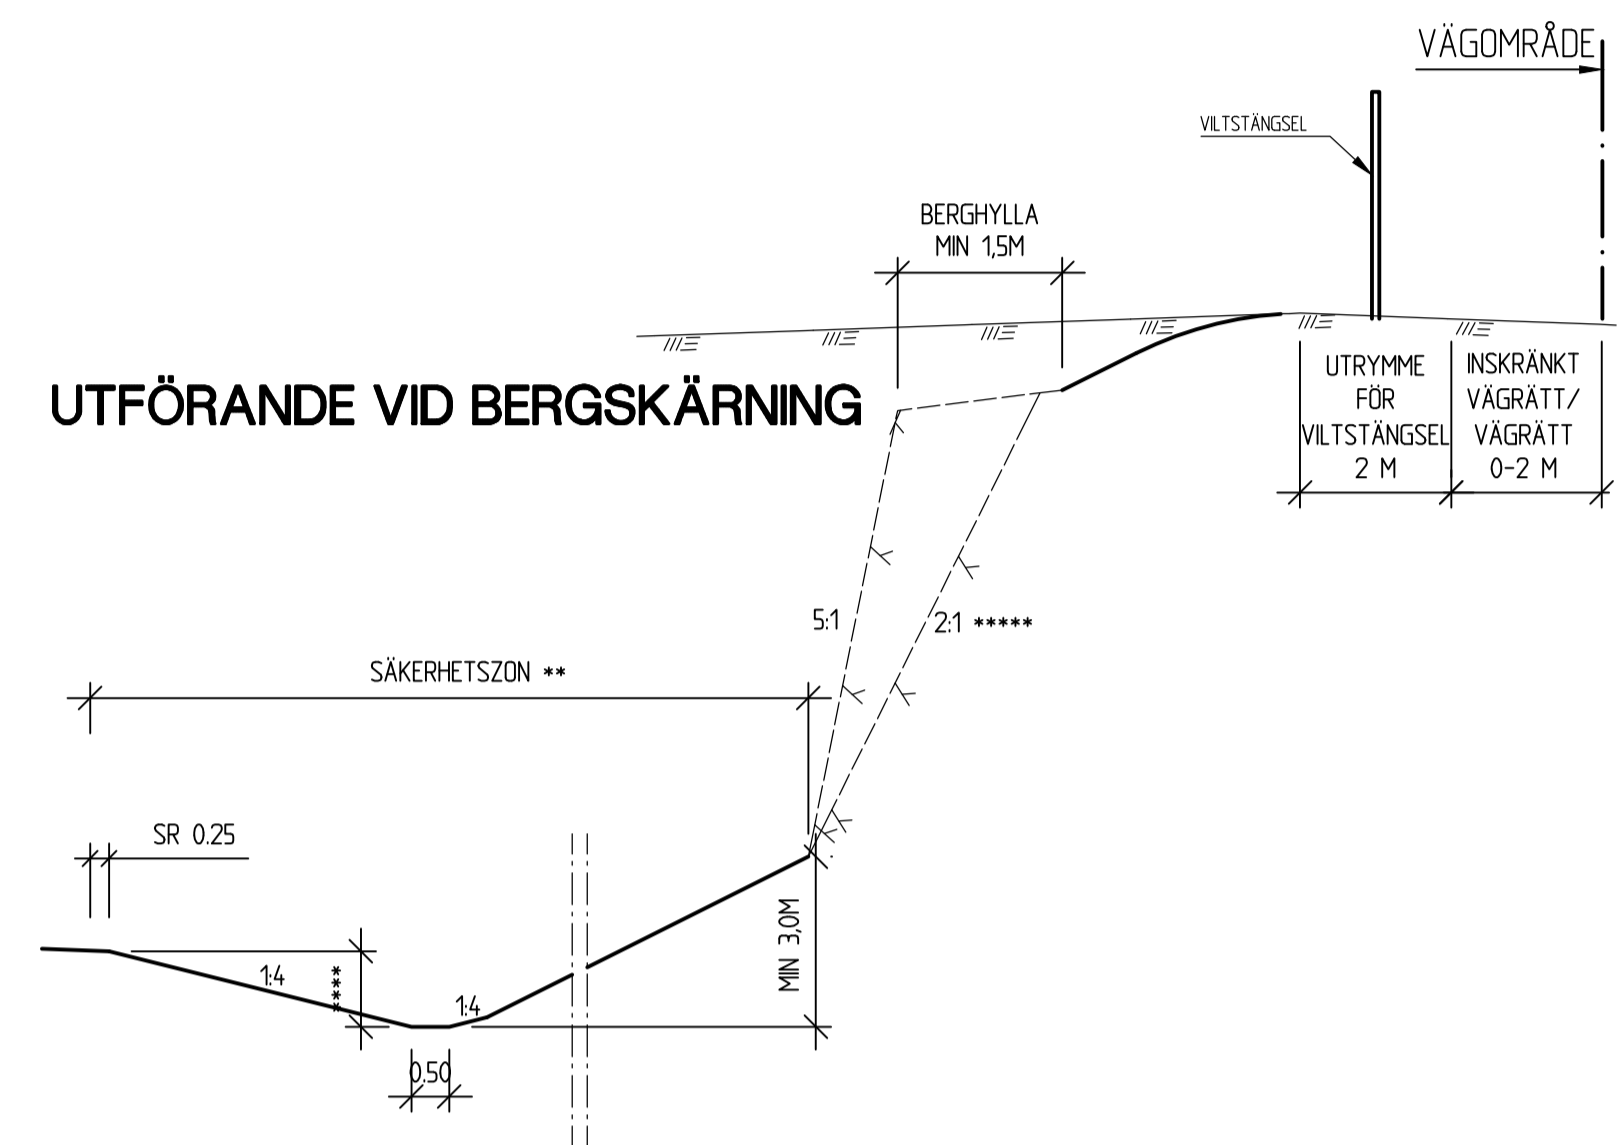 VÄGOMRÅDE
VILTSTÄNGSEL
BERGHYLLA
MIN 1,5M
UTFÖRANDE VID BERGSKÄRNING
UTRYMME
FÖR
VILTSTÄNGSEL
2 M
INSKRÄNKT
VÄGRÄTT/
VÄGRÄTT
0-2 M
5:1
2:1 *****
SÄKERHETSZON **
SR 0.25
1:4
****
1:4
MIN 3,0M
0.50